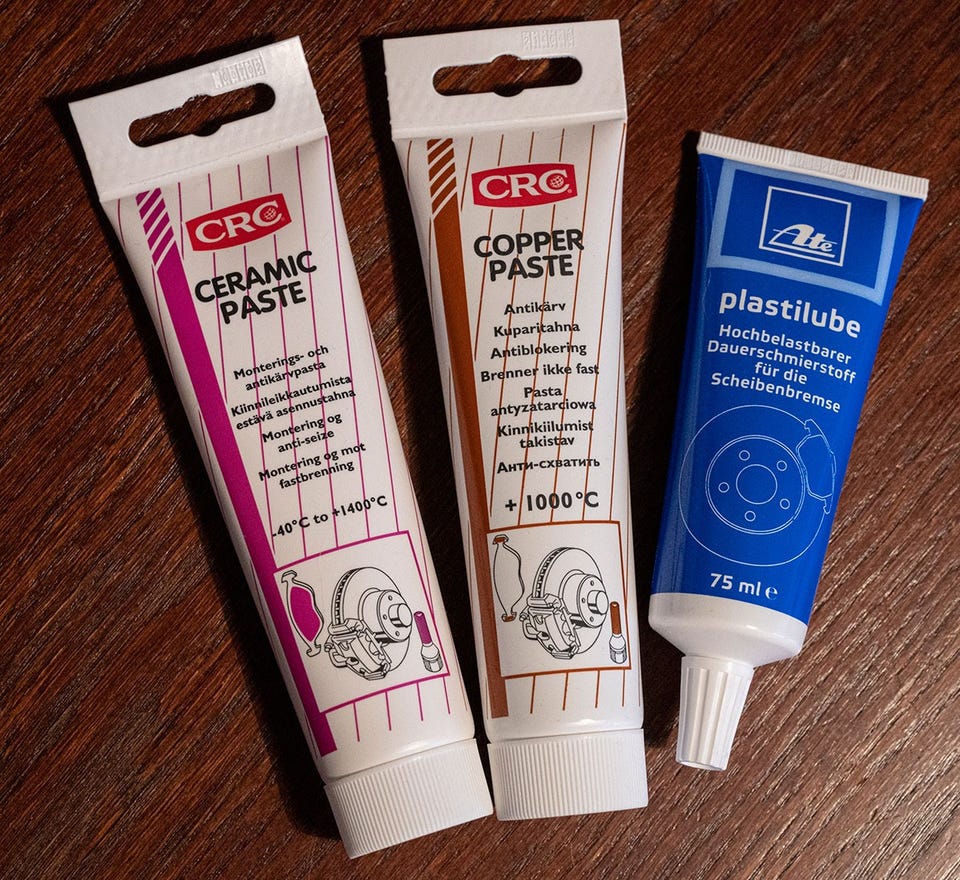 CRC
CERAMIC
PASTE
Monterings- och
antikärvpasta
Kiinnileikkautumista
estävä asennustahna
Montering og
anti-seize
Montering og mot
fastbrenning
-40°C to +1400°C
CRC
COPPER
PASTE
Antikärv
Kuparitahna
Antiblokering
Brenner ikke fast
Pasta
antyzatarciowa
Kinnikiilumist
takistav
Анти-схватить
+ 1000°C
Ate
plastilube
Hochbelastbarer
Dauerschmierstoff
für die
Scheibenbremse
75 ml e